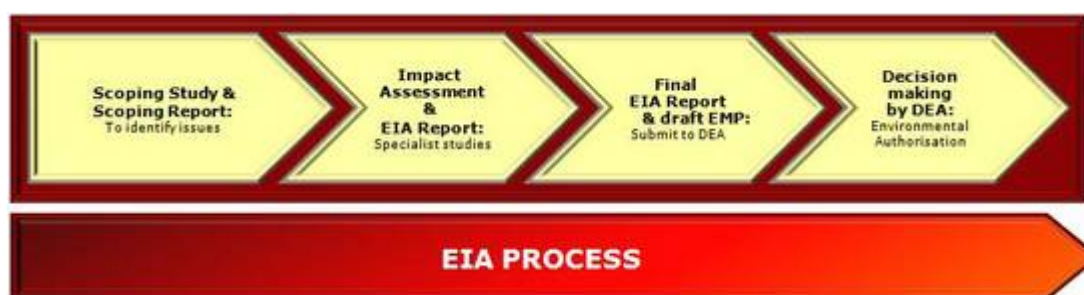 Scoping Study &
Scoping Report:
To identify issues
Impact
Assessment
&
EIA Report:
Specialist studies
Final
EIA Report
& draft EMP:
Submit to DEA
Decision
making
by DEA:
Environmental
Authorisation
EIA PROCESS